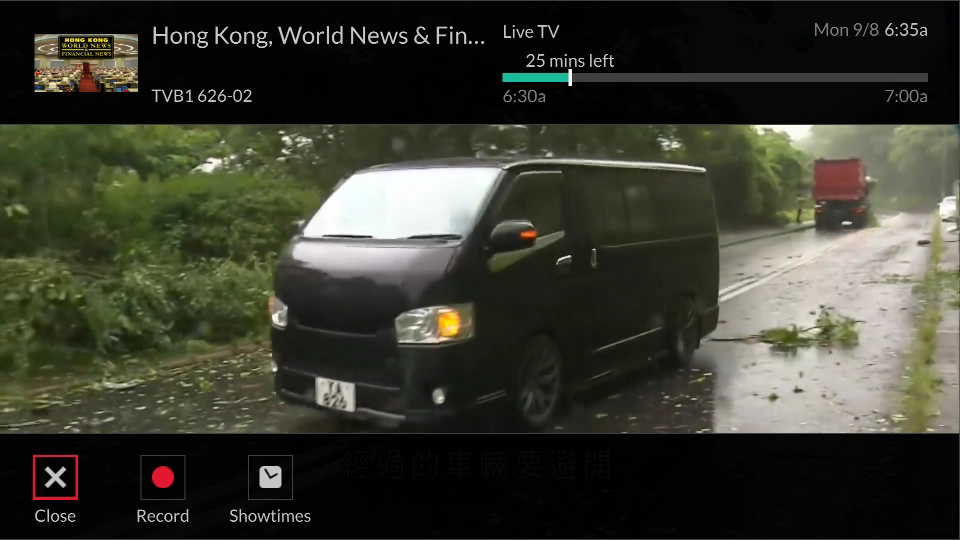 HONG KONG
WORLD NEWS
FINANCIAL NEWS
Hong Kong, World News & Fin...
TVB1 626-02
Live TV
Mon 9/8 6:35a
25 mins left
6:30a
7:00a
經過的車輛要避開
Close
Record
Showtimes